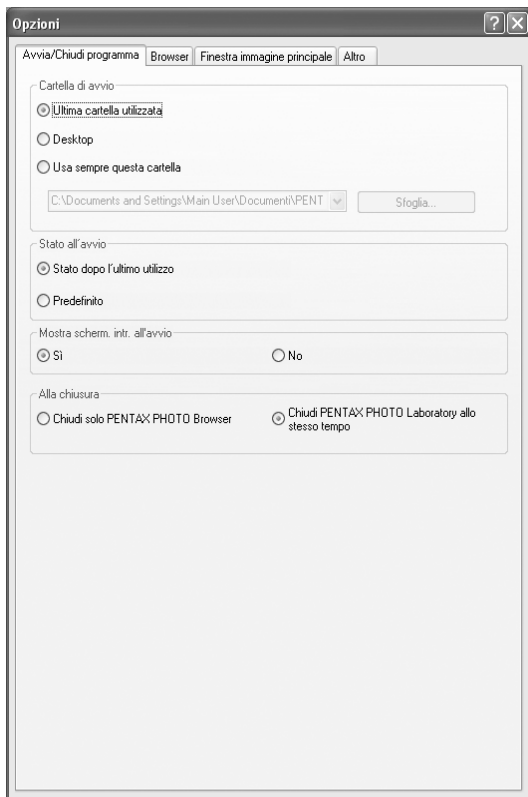 Opzioni
Avvia/Chiudi programma Browser Finestra immagine principale Altro
Cartella di avvio
Ultima cartella utilizzata
Desktop
Usa sempre questa cartella
C:\Documents and Settings\Main User\Documenti\PENT Sfoglia...
Stato all'avvio
Stato dopo l'ultimo utilizzo
Predefinito
Mostra scherm. intr. all'avvio
Sì No
Alla chiusura
Chiudi solo PENTAX PHOTO Browser Chiudi PENTAX PHOTO Laboratory allo
stesso tempo